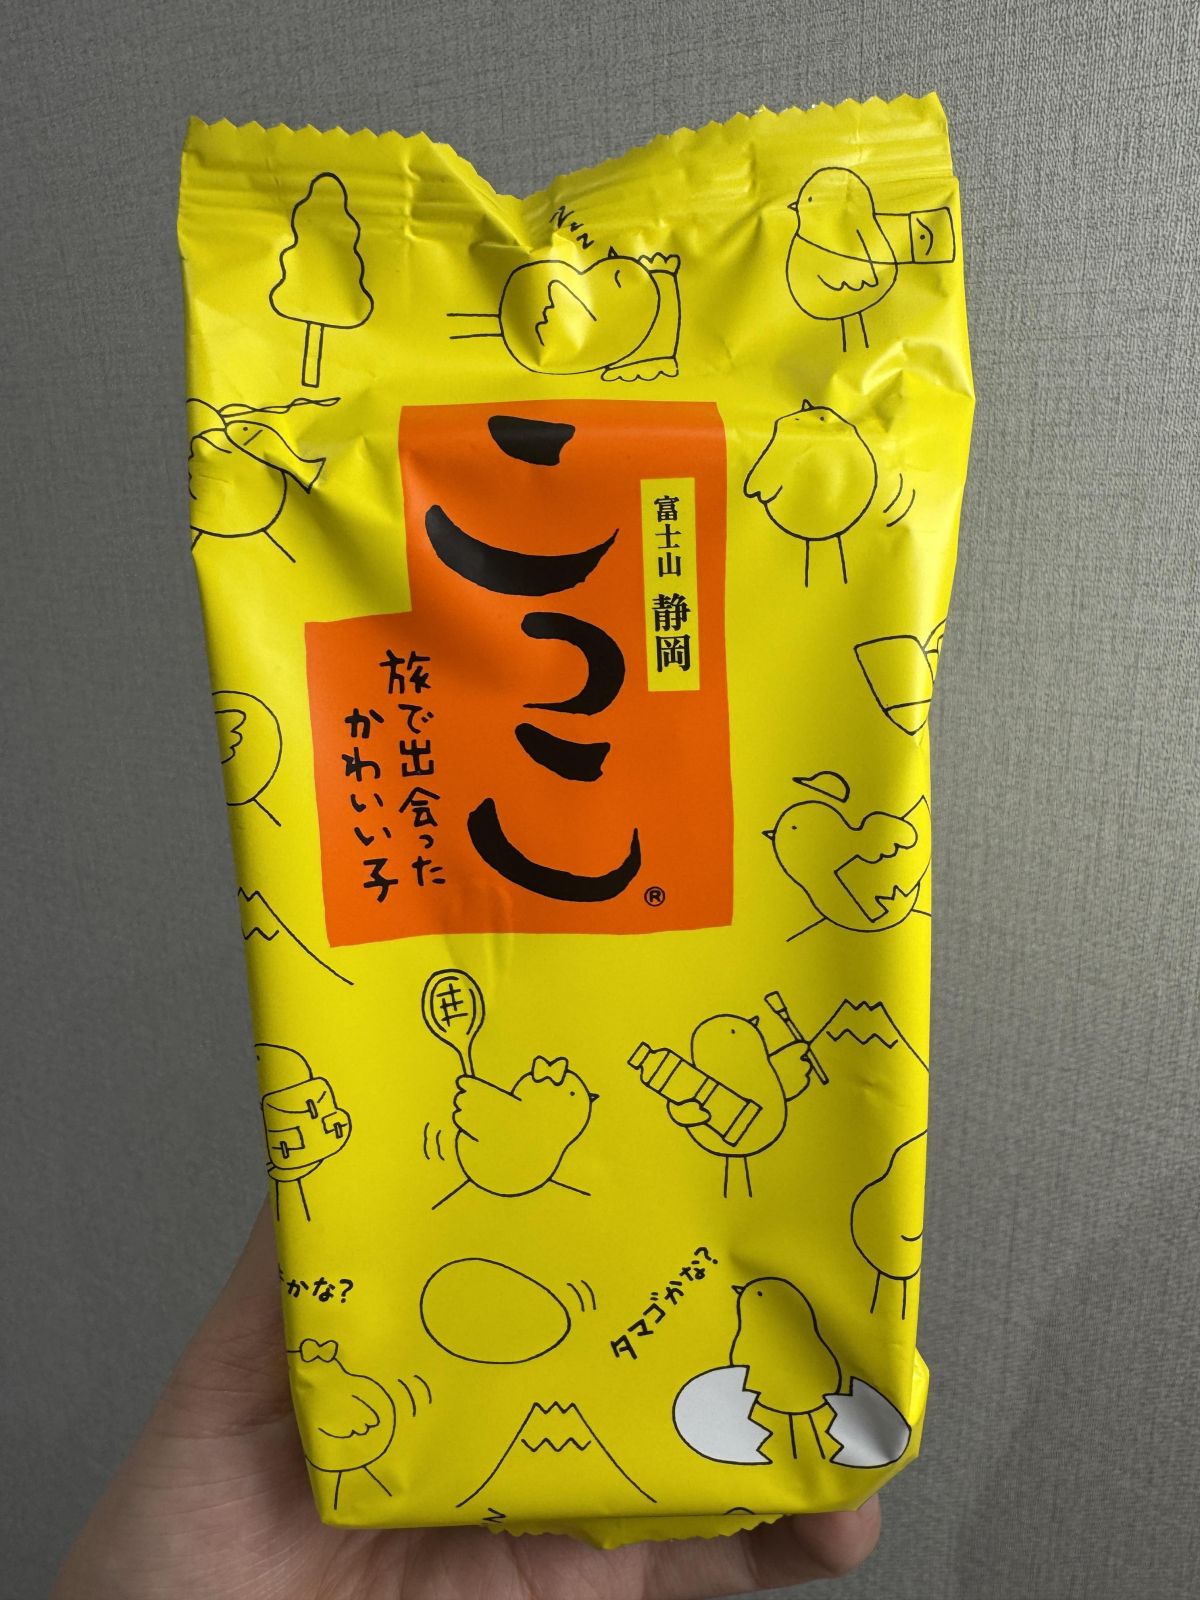 zzz
富士山 静岡
こっこ
®
旅で出会った
かわいい子
かな?
タマゴかな?